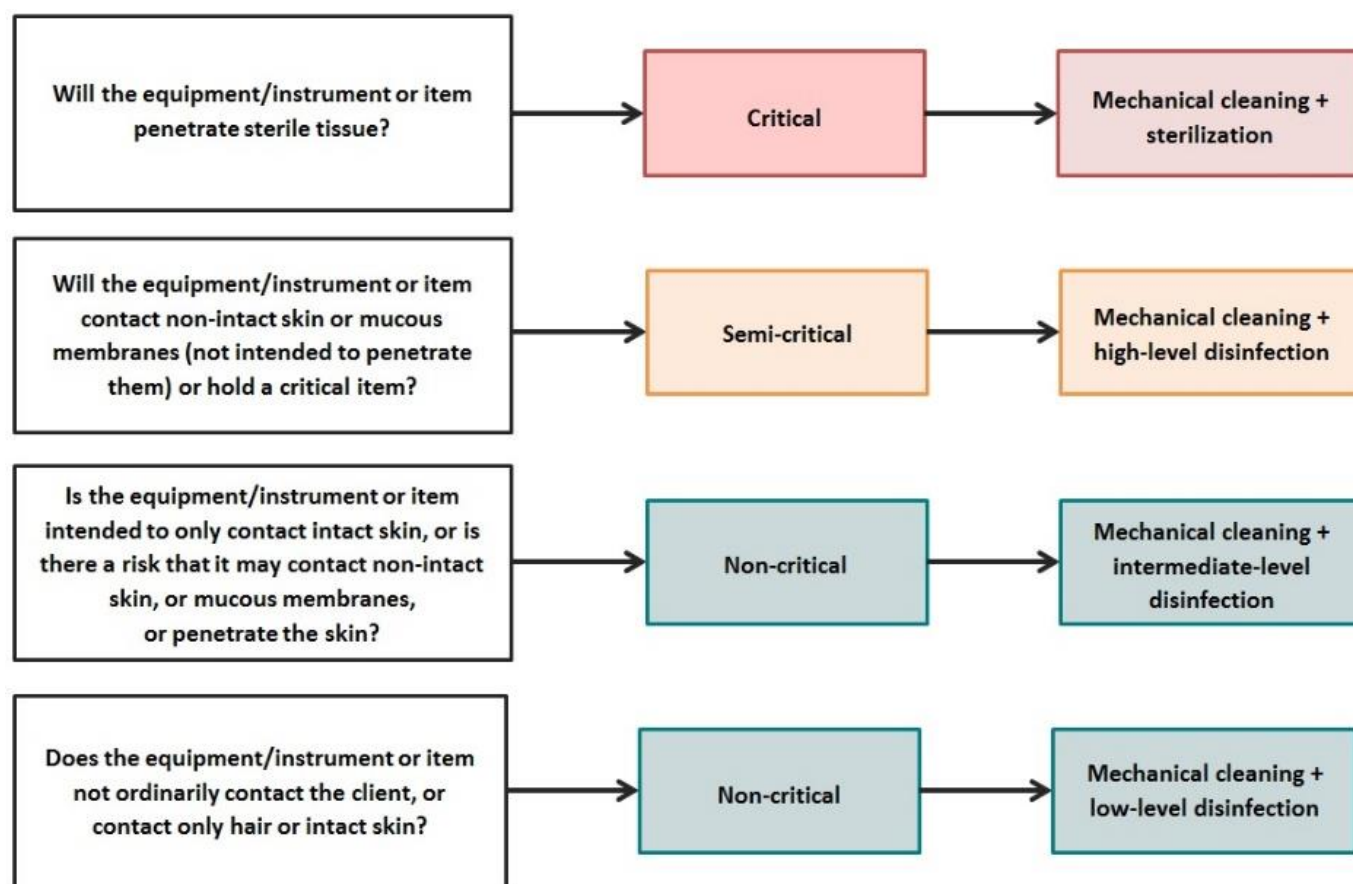 Will the equipment/instrument or item
penetrate sterile tissue?
Critical
Mechanical cleaning +
sterilization
Will the equipment/instrument or item
contact non-intact skin or mucous
membranes (not intended to penetrate
them) or hold a critical item?
Semi-critical
Mechanical cleaning +
high-level disinfection
Is the equipment/instrument or item
intended to only contact intact skin, or is
there a risk that it may contact non-intact
skin, or mucous membranes,
or penetrate the skin?
Non-critical
Mechanical cleaning +
intermediate-level
disinfection
Does the equipment/instrument or item
not ordinarily contact the client, or
contact only hair or intact skin?
Non-critical
Mechanical cleaning +
low-level disinfection